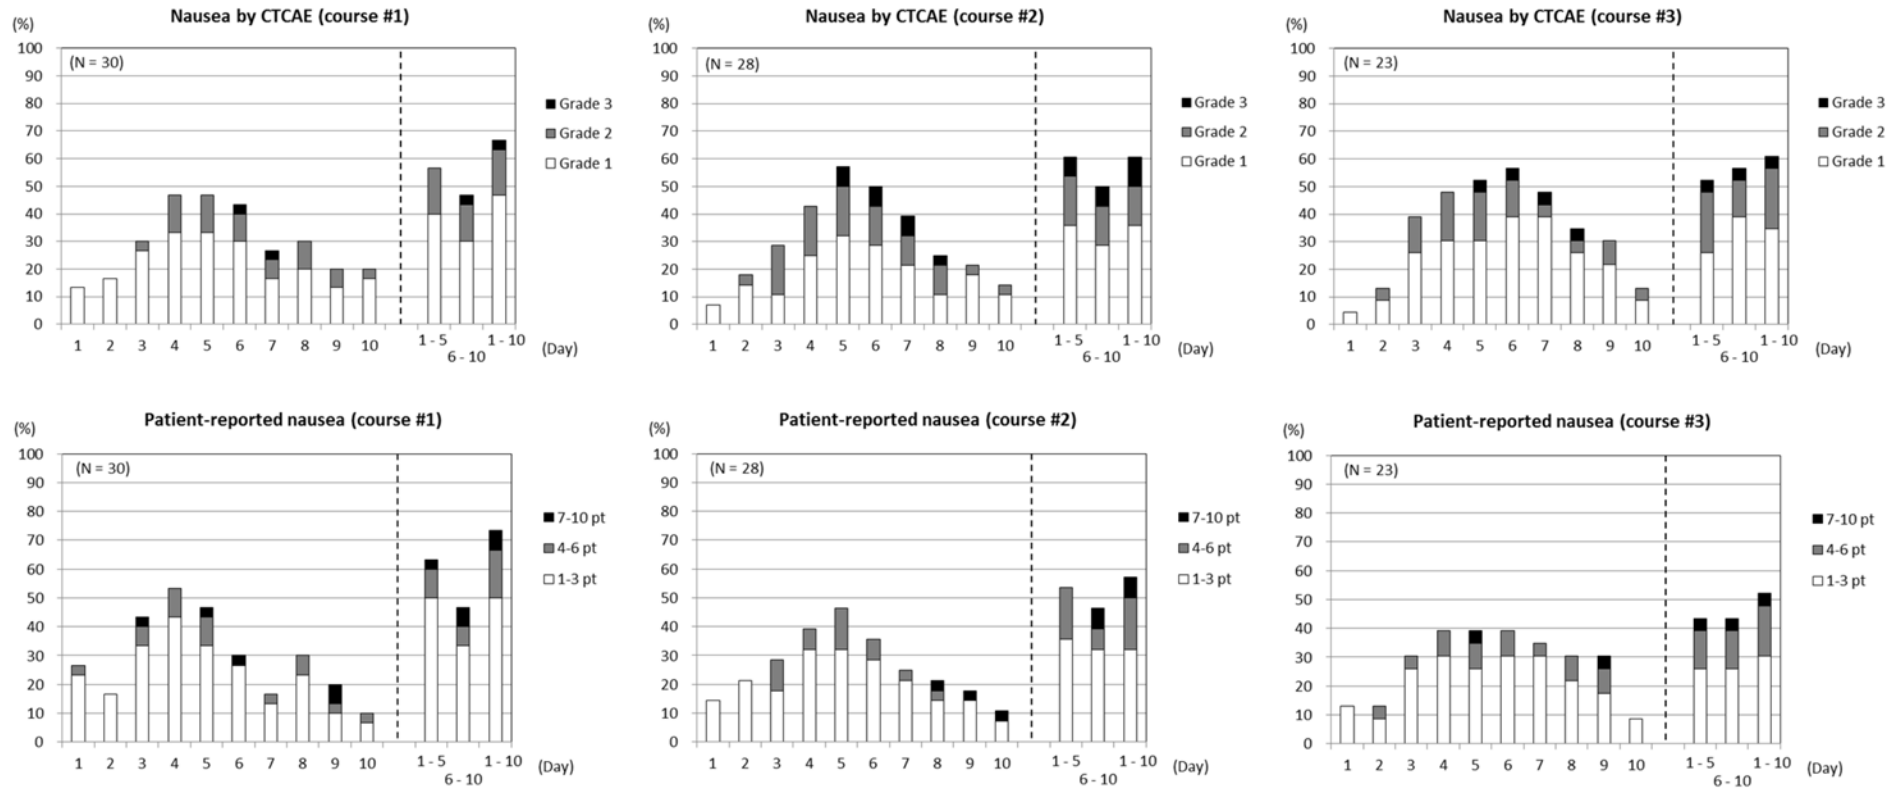 Nausea by CTCAE (course #1)
(%)
100
90
80
70
60
50
40
30
20
10
0
(N = 30)
Grade 3
Grade 2
Grade 1
1 2 3 4 5 6 7 8 9 10 1 - 5 6 - 10 1 - 10 (Day)
Nausea by CTCAE (course #2)
(%)
100
90
80
70
60
50
40
30
20
10
0
(N = 28)
Grade 3
Grade 2
Grade 1
1 2 3 4 5 6 7 8 9 10 1 - 5 6 - 10 1 - 10 (Day)
Nausea by CTCAE (course #3)
(%)
100
90
80
70
60
50
40
30
20
10
0
(N = 23)
Grade 3
Grade 2
Grade 1
1 2 3 4 5 6 7 8 9 10 1 - 5 6 - 10 1 - 10 (Day)
Patient-reported nausea (course #1)
(%)
100
90
80
70
60
50
40
30
20
10
0
(N = 30)
7-10 pt
4-6 pt
1-3 pt
1 2 3 4 5 6 7 8 9 10 1 - 5 6 - 10 1 - 10 (Day)
Patient-reported nausea (course #2)
(%)
100
90
80
70
60
50
40
30
20
10
0
(N = 28)
7-10 pt
4-6 pt
1-3 pt
1 2 3 4 5 6 7 8 9 10 1 - 5 6 - 10 1 - 10 (Day)
Patient-reported nausea (course #3)
(%)
100
90
80
70
60
50
40
30
20
10
0
(N = 23)
7-10 pt
4-6 pt
1-3 pt
1 2 3 4 5 6 7 8 9 10 1 - 5 6 - 10 1 - 10 (Day)